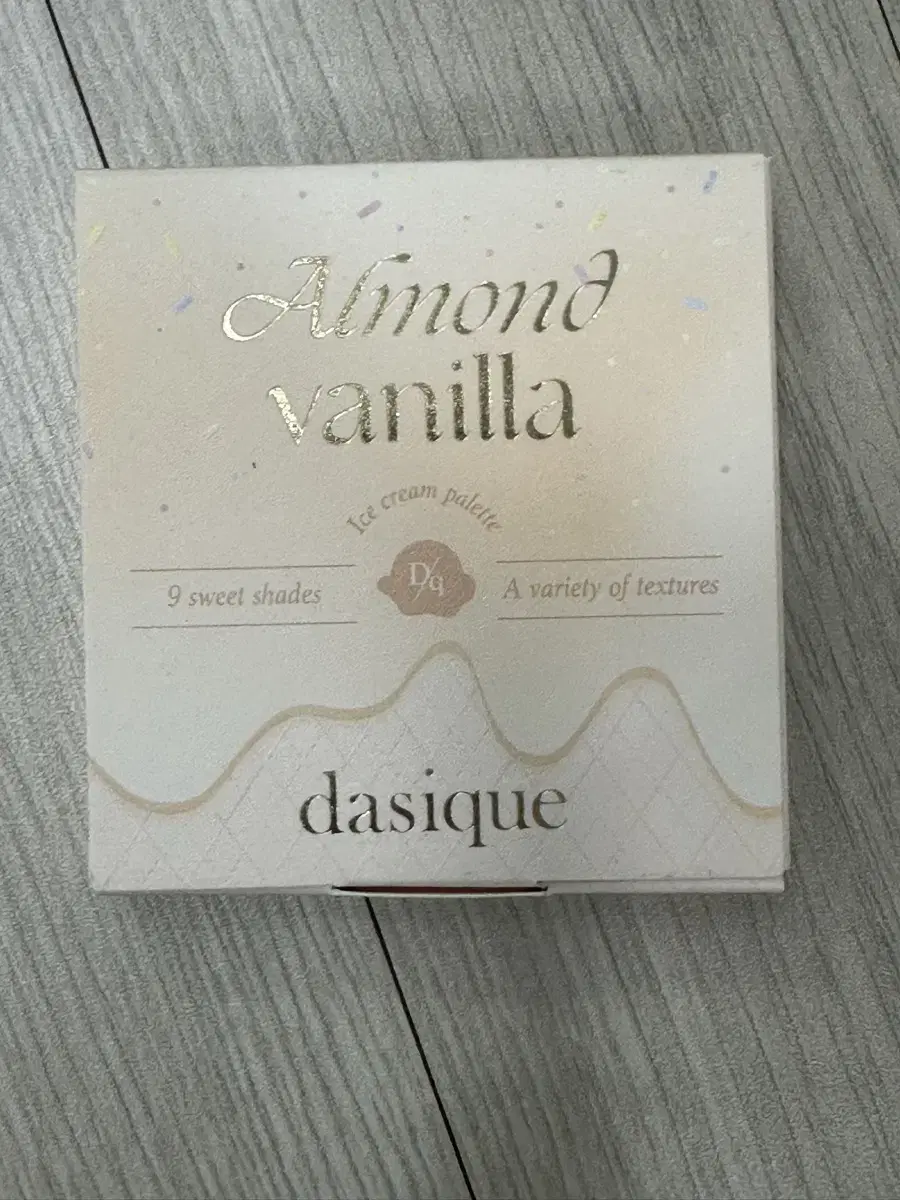 Almond
vanilla
Ice cream palette
9 sweet shades
D/q
A variety of textures
dasique